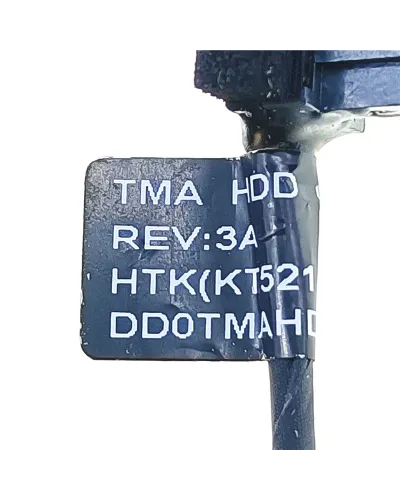 TMA HDD
REV:3A
HTK(KT521
DD0TMAHD